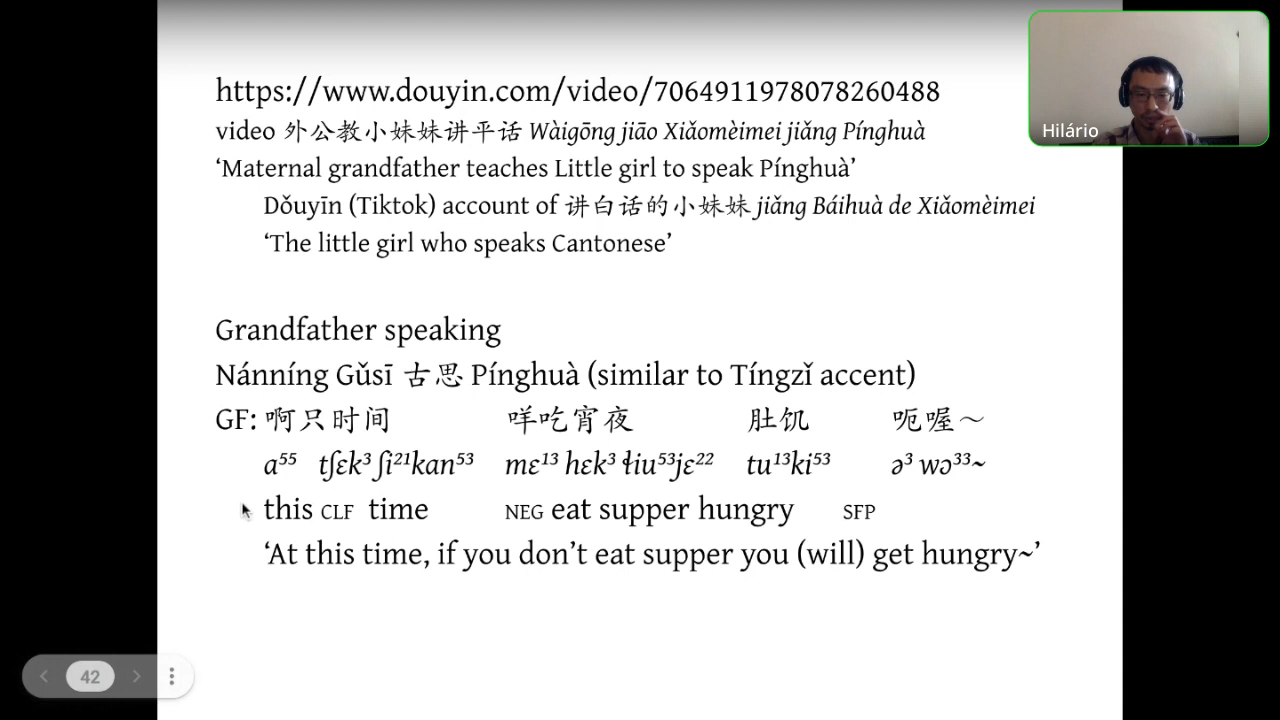 https://www.douyin.com/video/7064911978078260488
video 外公教小妹妹讲平话 Wàigōng jiāo Xiǎomèimei jiǎng Pínghuà
‘Maternal grandfather teaches Little girl to speak Pínghuà’
Dǒuyīn (Tiktok) account of 讲白话的小妹妹 jiǎng Báihuà de Xiǎomèimei
‘The little girl who speaks Cantonese’
Hilário
Grandfather speaking
Nánníng Gǔsī 古思 Pínghuà (similar to Tíngzǐ accent)
GF: 啊只时间 咩吃宵夜 肚饥 呃喔～
a⁵⁵ tʃɛk³ ʃi²¹kan⁵³ mɛ¹³ hɛk³ ɬiu⁵³jɛ²² tu¹³ki⁵³ ə³ wɔ³³~
this CLF time NEG eat supper hungry SFP
‘At this time, if you don’t eat supper you (will) get hungry~’
42